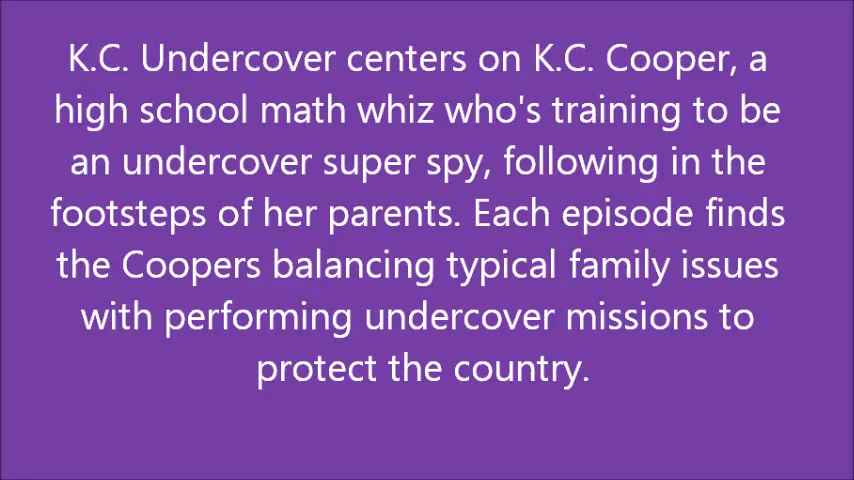 K.C. Undercover centers on K.C. Cooper, a
high school math whiz who's training to be
an undercover super spy, following in the
footsteps of her parents. Each episode finds
the Coopers balancing typical family issues
with performing undercover missions to
protect the country.